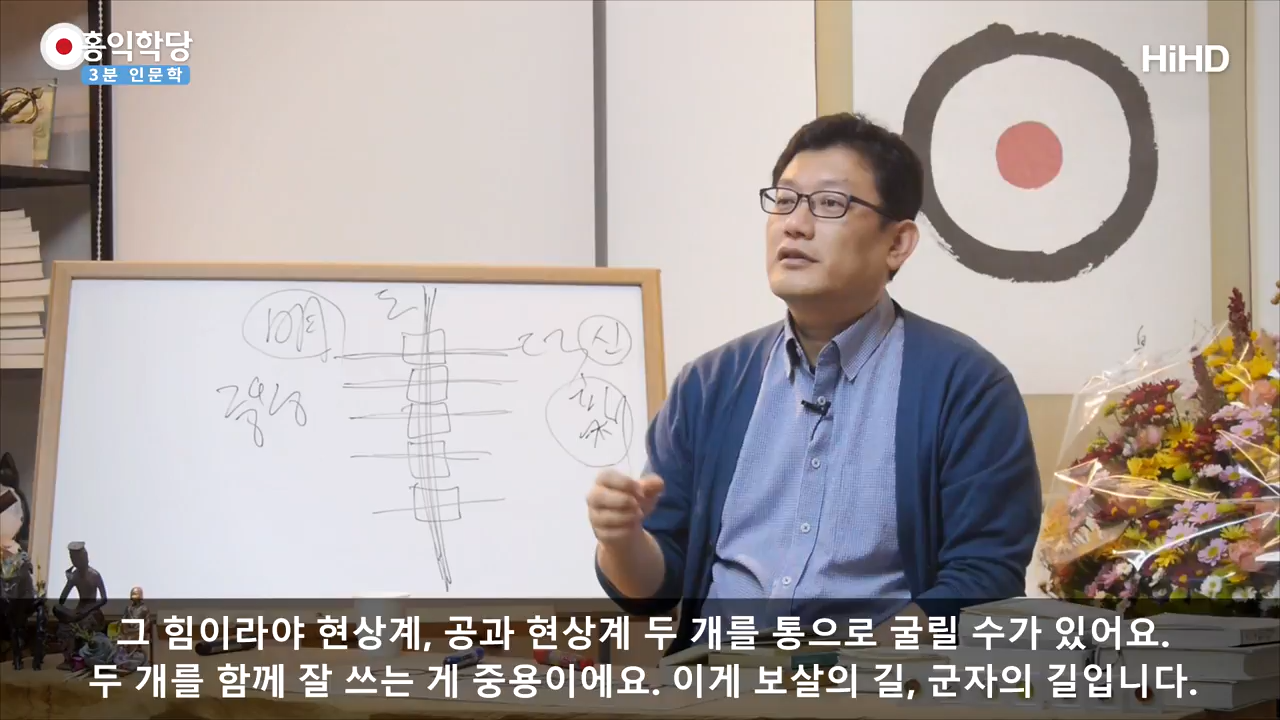 홍익학당
3분 인문학
HiHD
도
신
그 힘이라야 현상계, 공과 현상계 두 개를 통으로 굴릴 수가 있어요.
두 개를 함께 잘 쓰는 게 중용이에요. 이게 보살의 길, 군자의 길입니다.